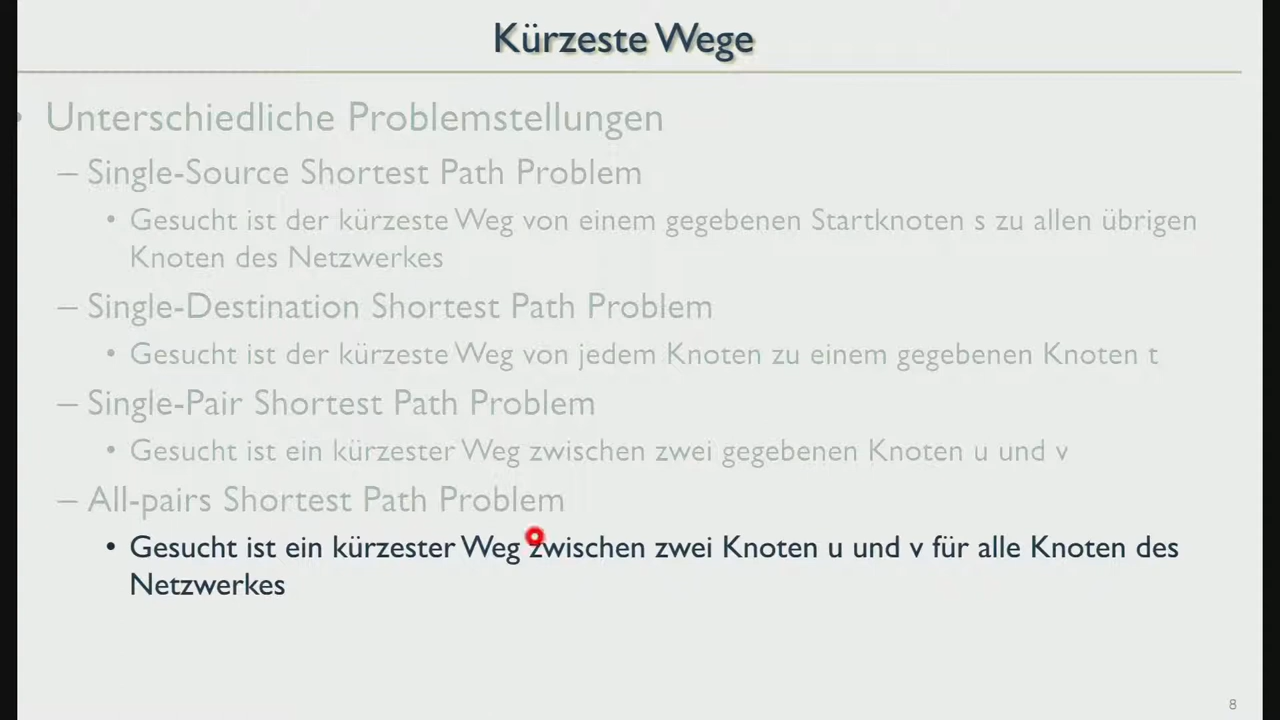 Kürzeste Wege
• Unterschiedliche Problemstellungen
– Single-Source Shortest Path Problem
• Gesucht ist der kürzeste Weg von einem gegebenen Startknoten s zu allen übrigen
Knoten des Netzwerkes
– Single-Destination Shortest Path Problem
• Gesucht ist der kürzeste Weg von jedem Knoten zu einem gegebenen Knoten t
– Single-Pair Shortest Path Problem
• Gesucht ist ein kürzester Weg zwischen zwei gegebenen Knoten u und v
– All-pairs Shortest Path Problem
• Gesucht ist ein kürzester Weg zwischen zwei Knoten u und v für alle Knoten des
Netzwerkes
8